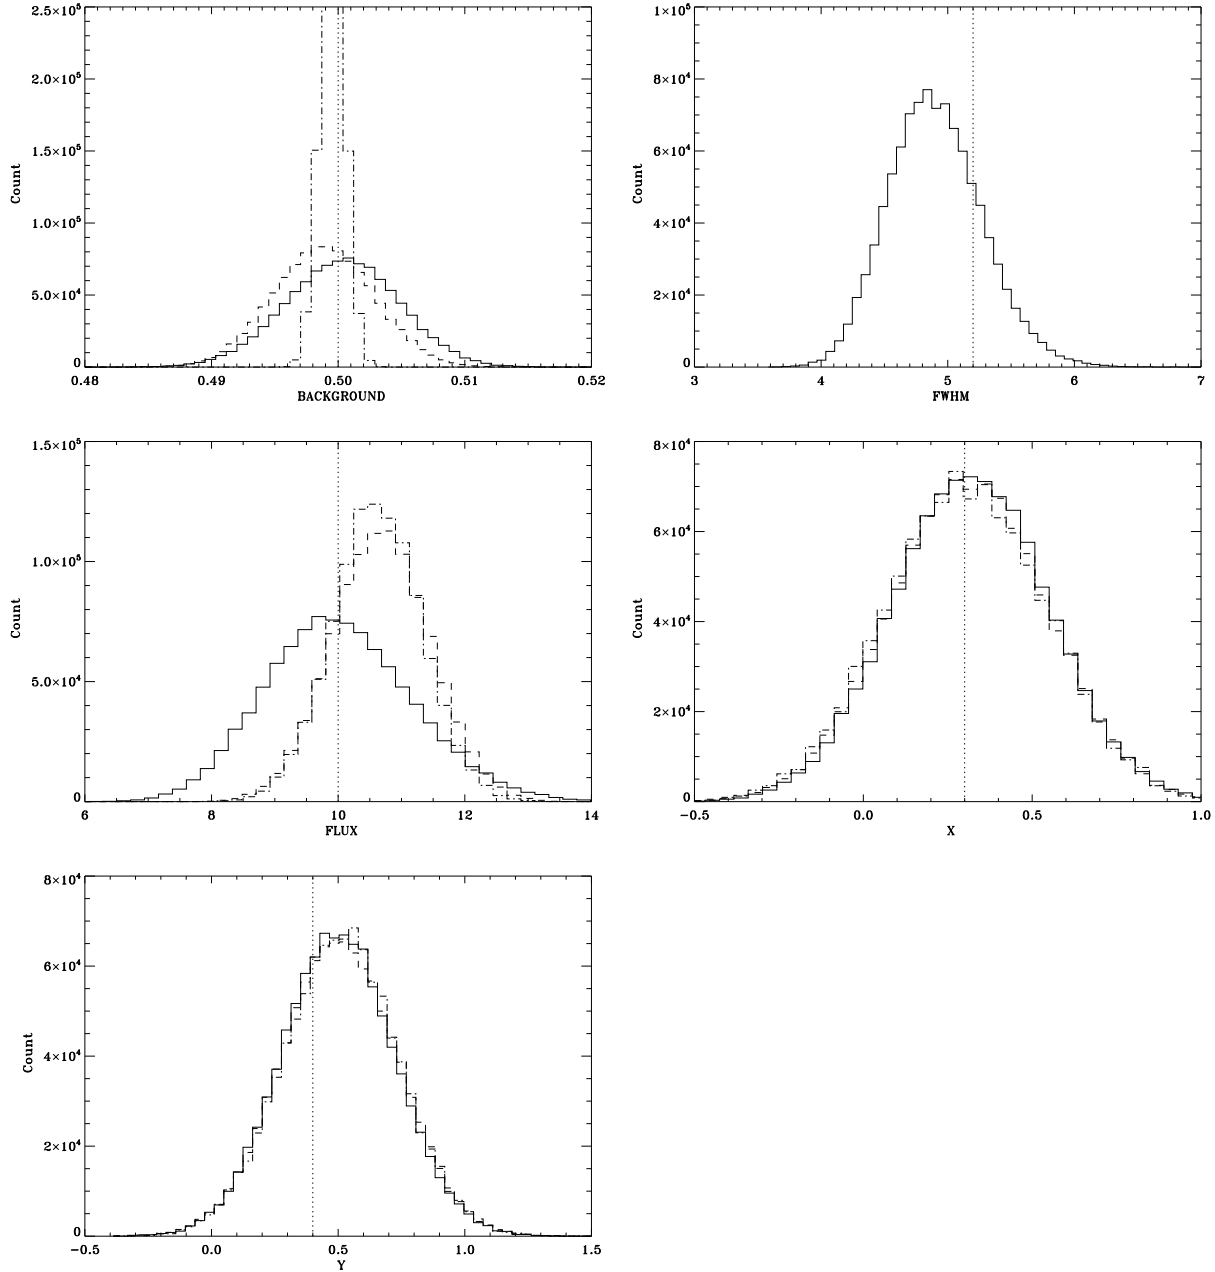 2.5×10⁵
2.0×10⁵
1.5×10⁵
1.0×10⁵
5.0×10⁴
0
Count
0.48 0.49 0.50 0.51 0.52
BACKGROUND
1×10⁵
8×10⁴
6×10⁴
4×10⁴
2×10⁴
0
Count
3 4 5 6 7
FWHM
1.5×10⁵
1.0×10⁵
5.0×10⁴
0
Count
6 8 10 12 14
FLUX
8×10⁴
6×10⁴
4×10⁴
2×10⁴
0
Count
−0.5 0.0 0.5 1.0
X
8×10⁴
6×10⁴
4×10⁴
2×10⁴
0
Count
−0.5 0.0 0.5 1.0 1.5
Y